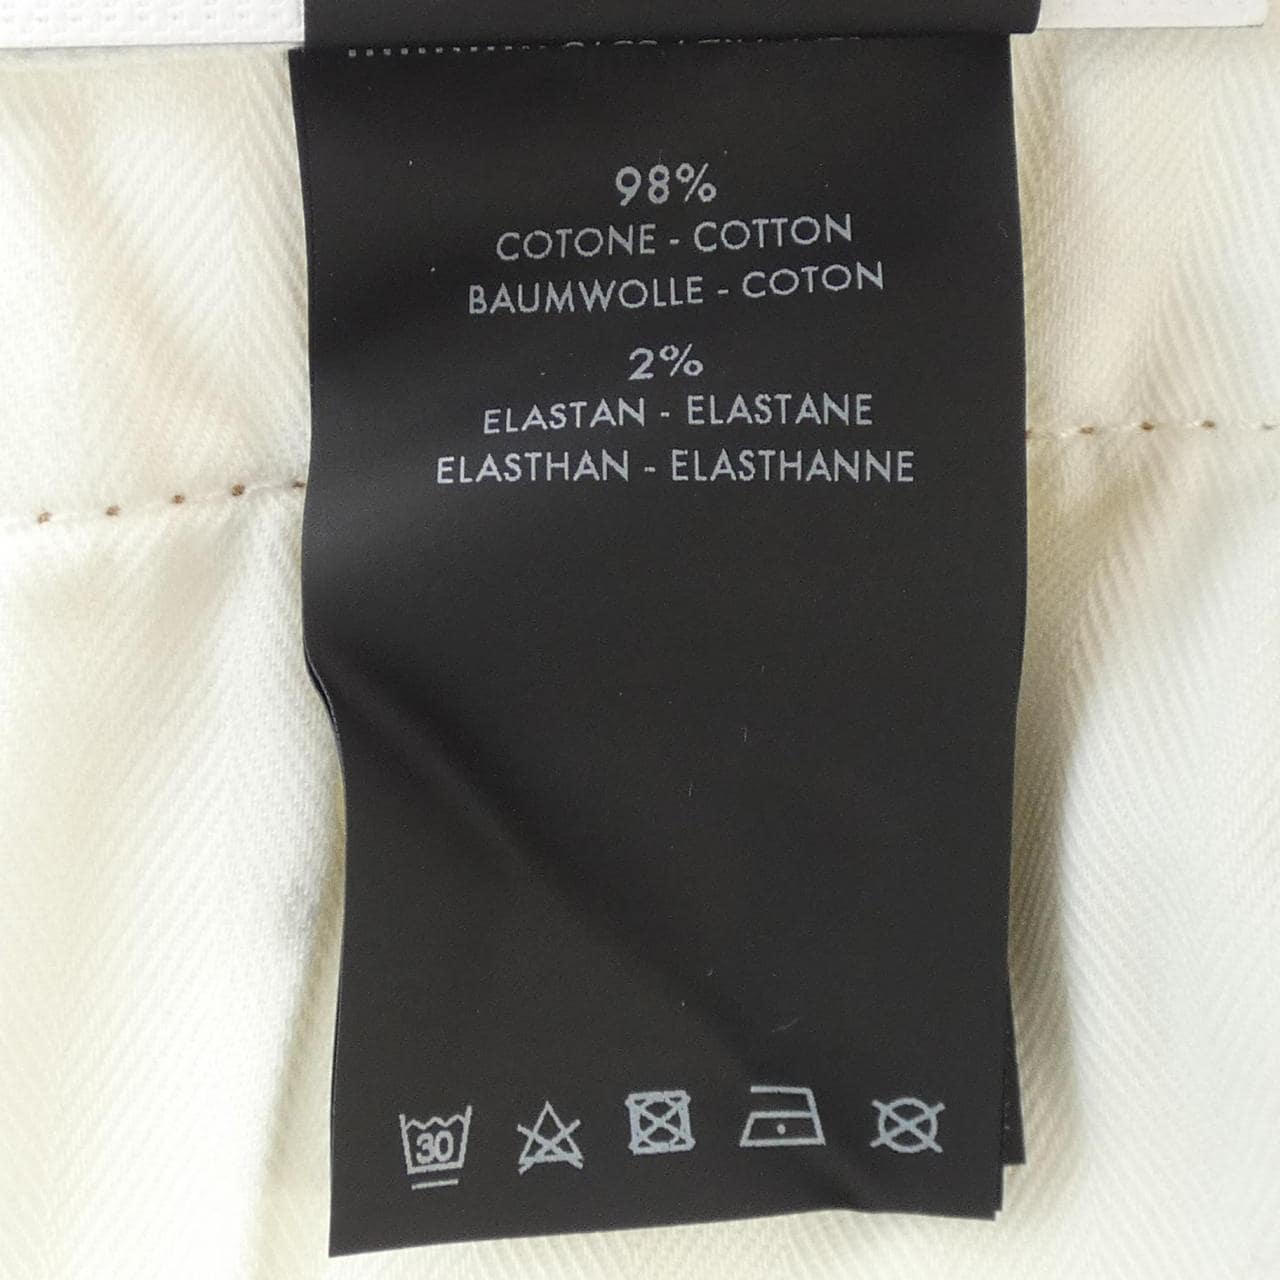 98%
COTONE - COTTON
BAUMWOLLE - COTON
2%
ELASTAN - ELASTANE
ELASTHAN - ELASTHANNE
30